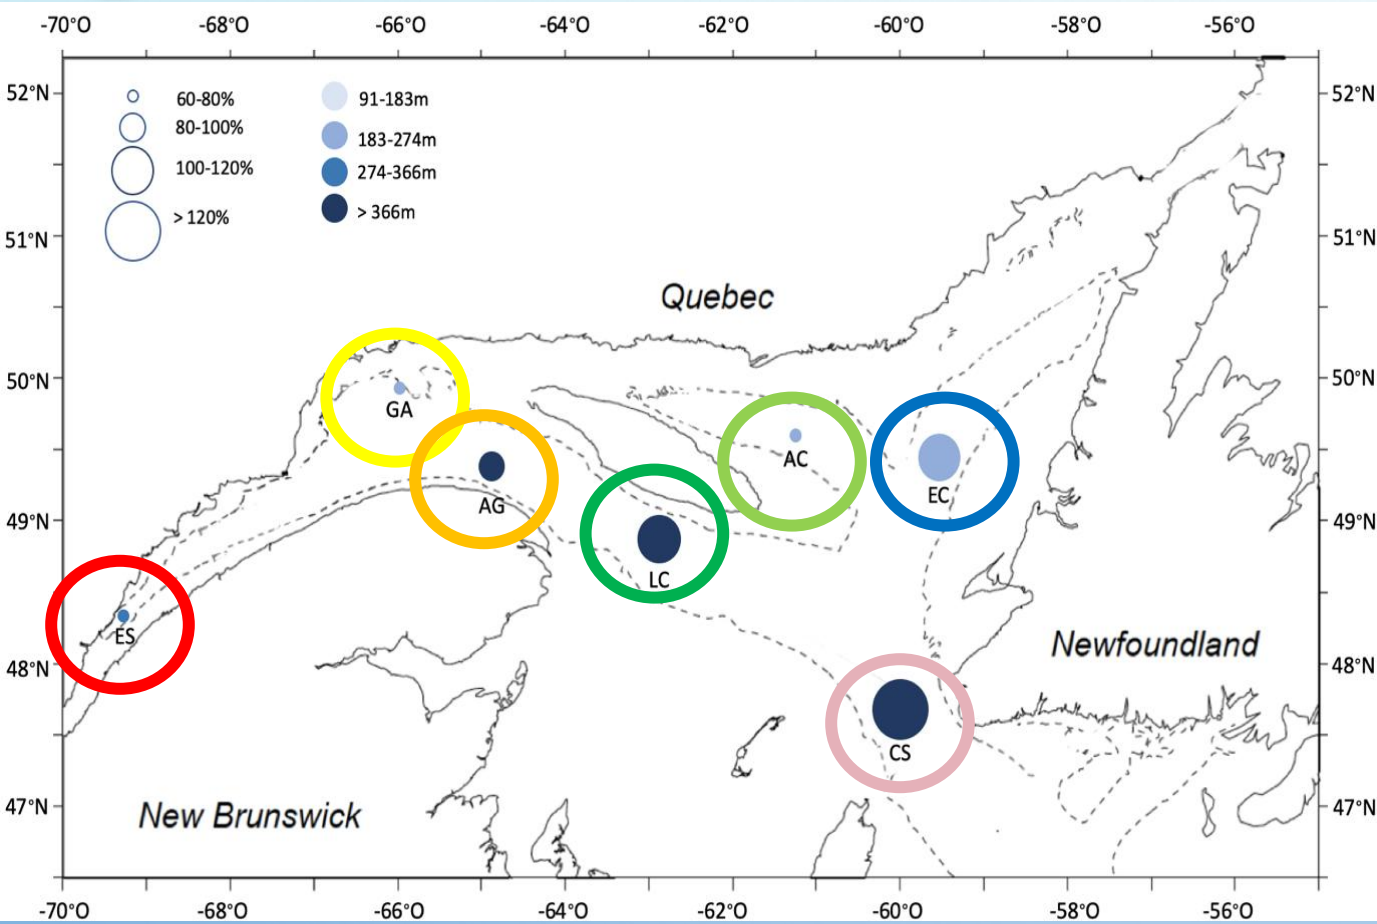 -70°O -68°O -66°O -64°O -62°O -60°O -58°O -56°O
52°N 52°N
60-80% 91-183m
80-100% 183-274m
100-120% 274-366m
> 120% > 366m
51°N 51°N
Quebec
50°N 50°N
GA
AC
EC
AG
49°N 49°N
LC
ES
Newfoundland
48°N 48°N
CS
47°N 47°N
New Brunswick
-70°O -68°O -66°O -64°O -62°O -60°O -58°O -56°O